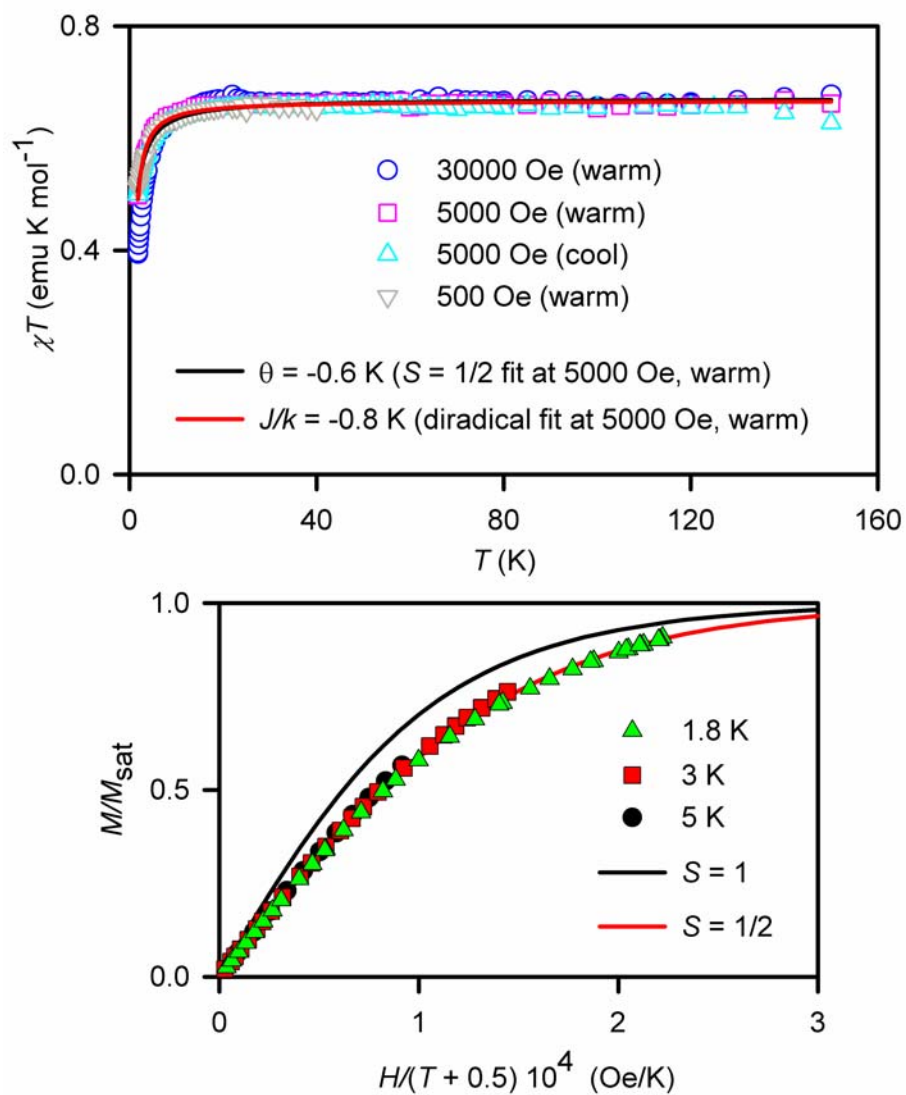 0.8
0.4
0.0
χT (emu K mol⁻¹)
30000 Oe (warm)
5000 Oe (warm)
5000 Oe (cool)
500 Oe (warm)
θ = -0.6 K (S = 1/2 fit at 5000 Oe, warm)
J/k = -0.8 K (diradical fit at 5000 Oe, warm)
0 40 80 120 160
T (K)
1.0
0.5
0.0
M/Msat
1.8 K
3 K
5 K
S = 1
S = 1/2
0 1 2 3
H/(T + 0.5) 10⁴ (Oe/K)